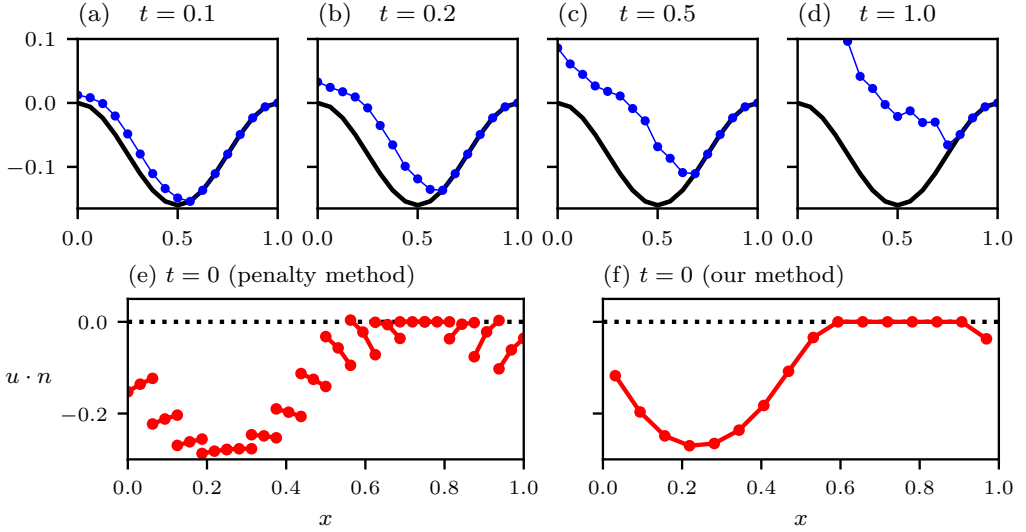 (a) t = 0.1 (b) t = 0.2 (c) t = 0.5 (d) t = 1.0
0.1
0.0
−0.1
0.0 0.5 1.0 0.0 0.5 1.0 0.0 0.5 1.0 0.0 0.5 1.0
(e) t = 0 (penalty method) (f) t = 0 (our method)
0.0
u · n
−0.2
0.0 0.2 0.4 0.6 0.8 1.0 0.0 0.2 0.4 0.6 0.8 1.0
x x